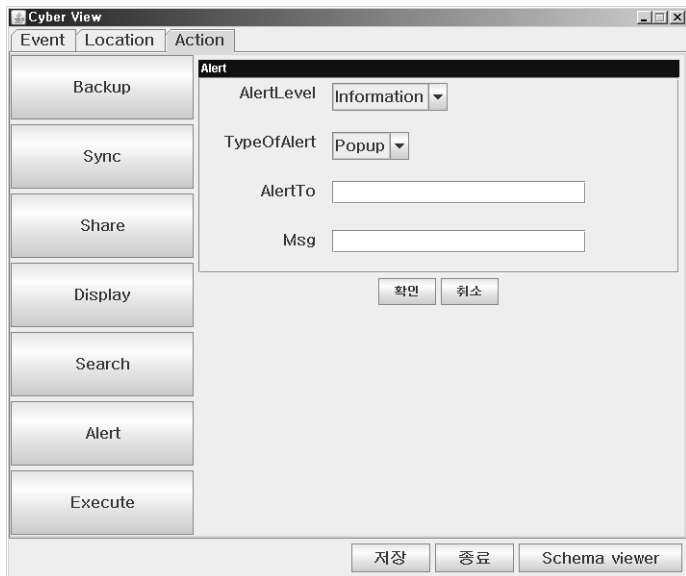 Cyber View
Event Location Action
Backup
Sync
Share
Display
Search
Alert
Execute
Alert
AlertLevel Information
TypeOfAlert Popup
AlertTo
Msg
확인 취소
저장 종료 Schema viewer